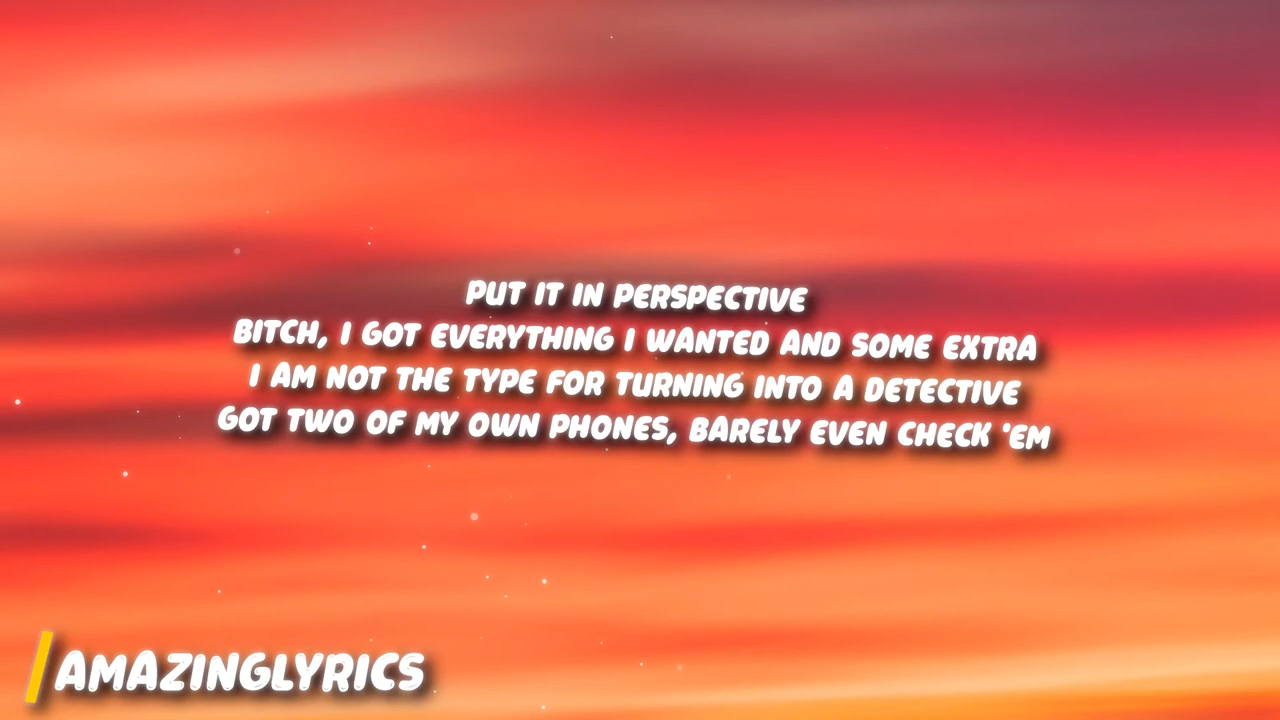 PUT IT IN PERSPECTIVE
BITCH, I GOT EVERYTHING I WANTED AND SOME EXTRA
I AM NOT THE TYPE FOR TURNING INTO A DETECTIVE
GOT TWO OF MY OWN PHONES, BARELY EVEN CHECK 'EM
AMAZINGLYRICS